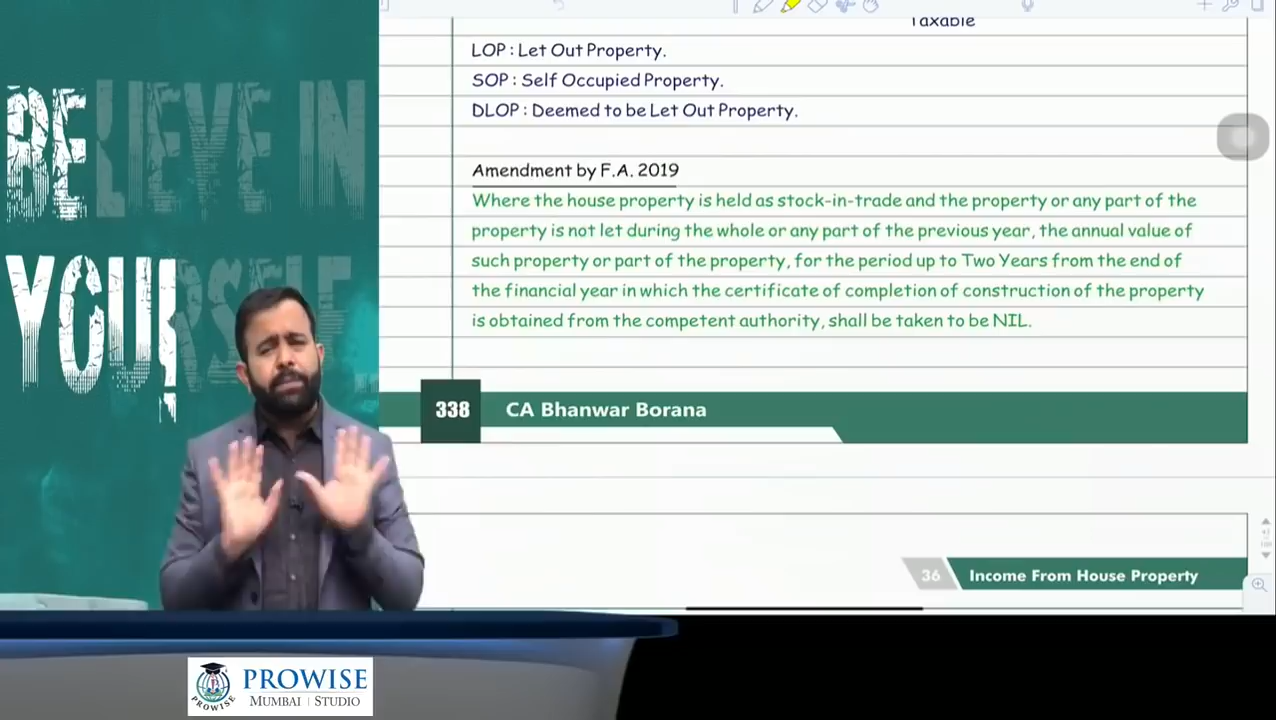 BELIEVE IN
YOURSELF
Taxable
LOP : Let Out Property.
SOP : Self Occupied Property.
DLOP : Deemed to be Let Out Property.
Amendment by F.A. 2019
Where the house property is held as stock-in-trade and the property or any part of the
property is not let during the whole or any part of the previous year, the annual value of
such property or part of the property, for the period up to Two Years from the end of
the financial year in which the certificate of completion of construction of the property
is obtained from the competent authority, shall be taken to be NIL.
338 CA Bhanwar Borana
36 Income From House Property
PROWISE
PROWISE
MUMBAI | STUDIO